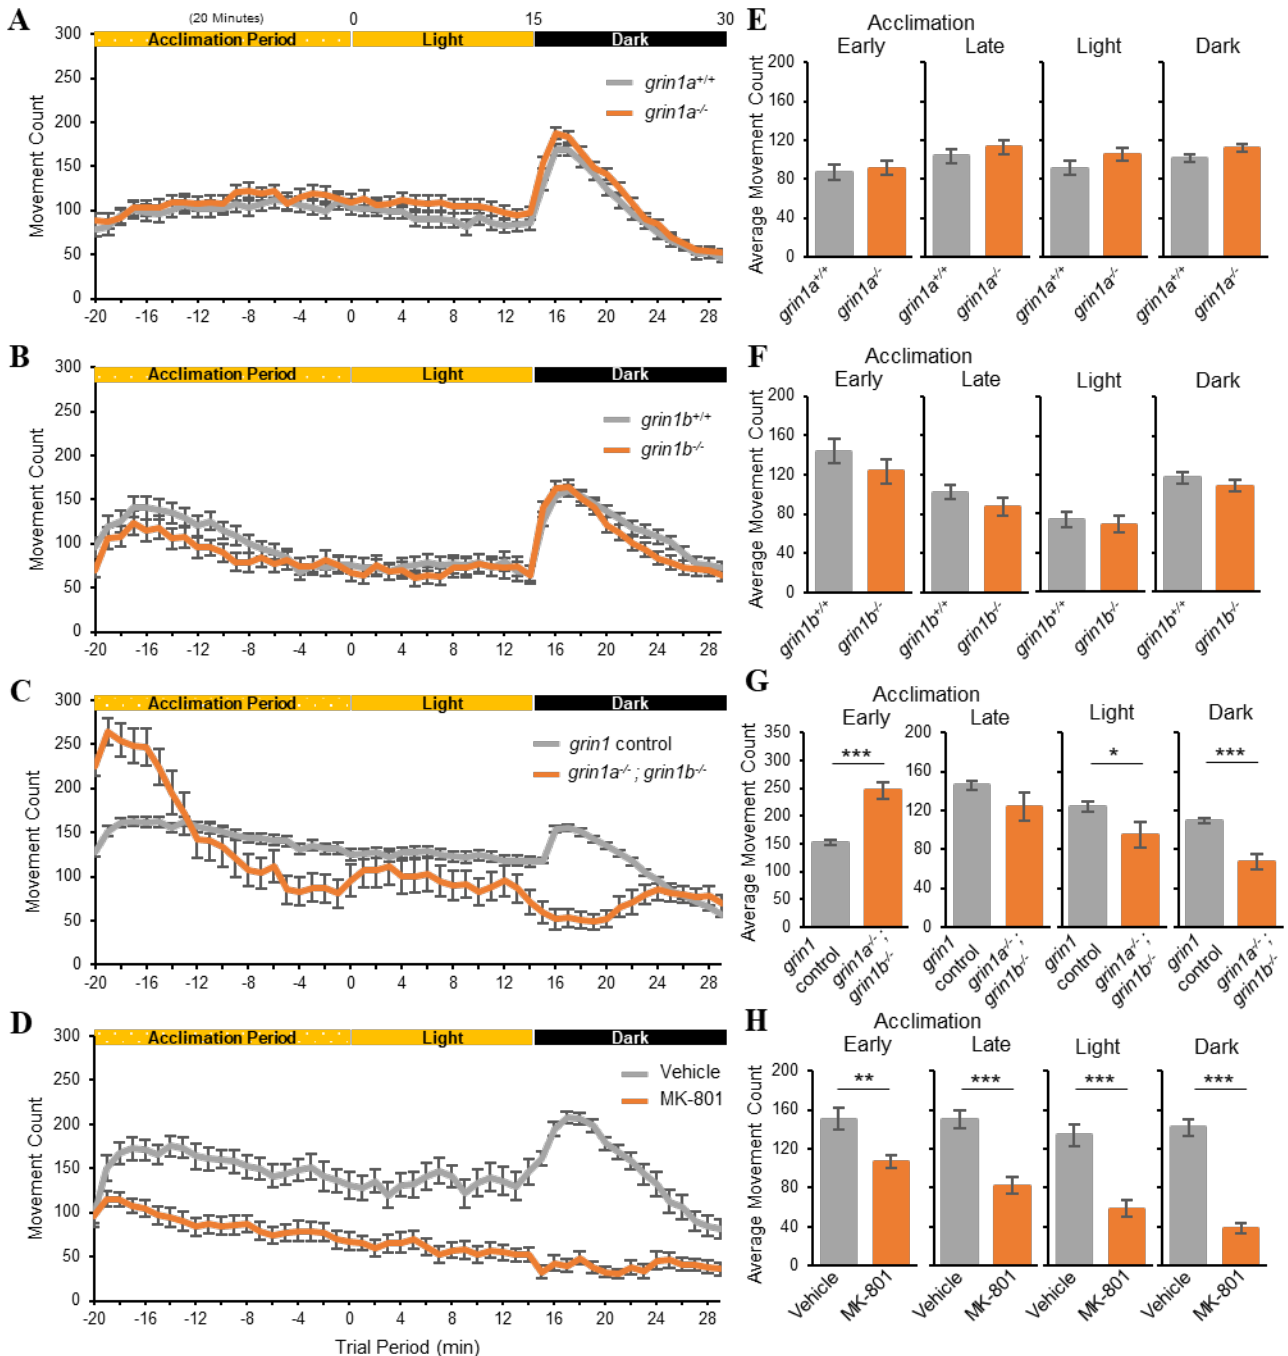 A
(20 Minutes)
0
15
30
Acclimation Period
Light
Dark
Movement Count
300
250
200
150
100
50
0
grin1a+/+
grin1a-/-
-20
-16
-12
-8
-4
0
4
8
12
16
20
24
28
B
Acclimation Period
Light
Dark
Movement Count
300
250
200
150
100
50
0
grin1b+/+
grin1b-/-
-20
-16
-12
-8
-4
0
4
8
12
16
20
24
28
C
Acclimation Period
Light
Dark
Movement Count
300
250
200
150
100
50
0
grin1 control
grin1a-/-; grin1b-/-
-20
-16
-12
-8
-4
0
4
8
12
16
20
24
28
D
Acclimation Period
Light
Dark
Movement Count
300
250
200
150
100
50
0
Vehicle
MK-801
-20
-16
-12
-8
-4
0
4
8
12
16
20
24
28
Trial Period (min)
E
Acclimation
Early
Late
Light
Dark
Average Movement Count
200
160
120
80
40
0
grin1a+/+
grin1a-/-
grin1a+/+
grin1a-/-
grin1a+/+
grin1a-/-
grin1a+/+
grin1a-/-
F
Acclimation
Early
Late
Light
Dark
Average Movement Count
200
160
120
80
40
0
grin1b+/+
grin1b-/-
grin1b+/+
grin1b-/-
grin1b+/+
grin1b-/-
grin1b+/+
grin1b-/-
G
Acclimation
Early
Late
Light
Dark
Average Movement Count
350
300
250
200
150
100
50
0
200
160
120
80
40
0
***
*
***
grin1
control
grin1a-/-;
grin1b-/-
grin1
control
grin1a-/-;
grin1b-/-
grin1
control
grin1a-/-;
grin1b-/-
grin1
control
grin1a-/-;
grin1b-/-
H
Acclimation
Early
Late
Light
Dark
Average Movement Count
200
160
120
80
40
0
**
***
***
***
Vehicle
MK-801
Vehicle
MK-801
Vehicle
MK-801
Vehicle
MK-801